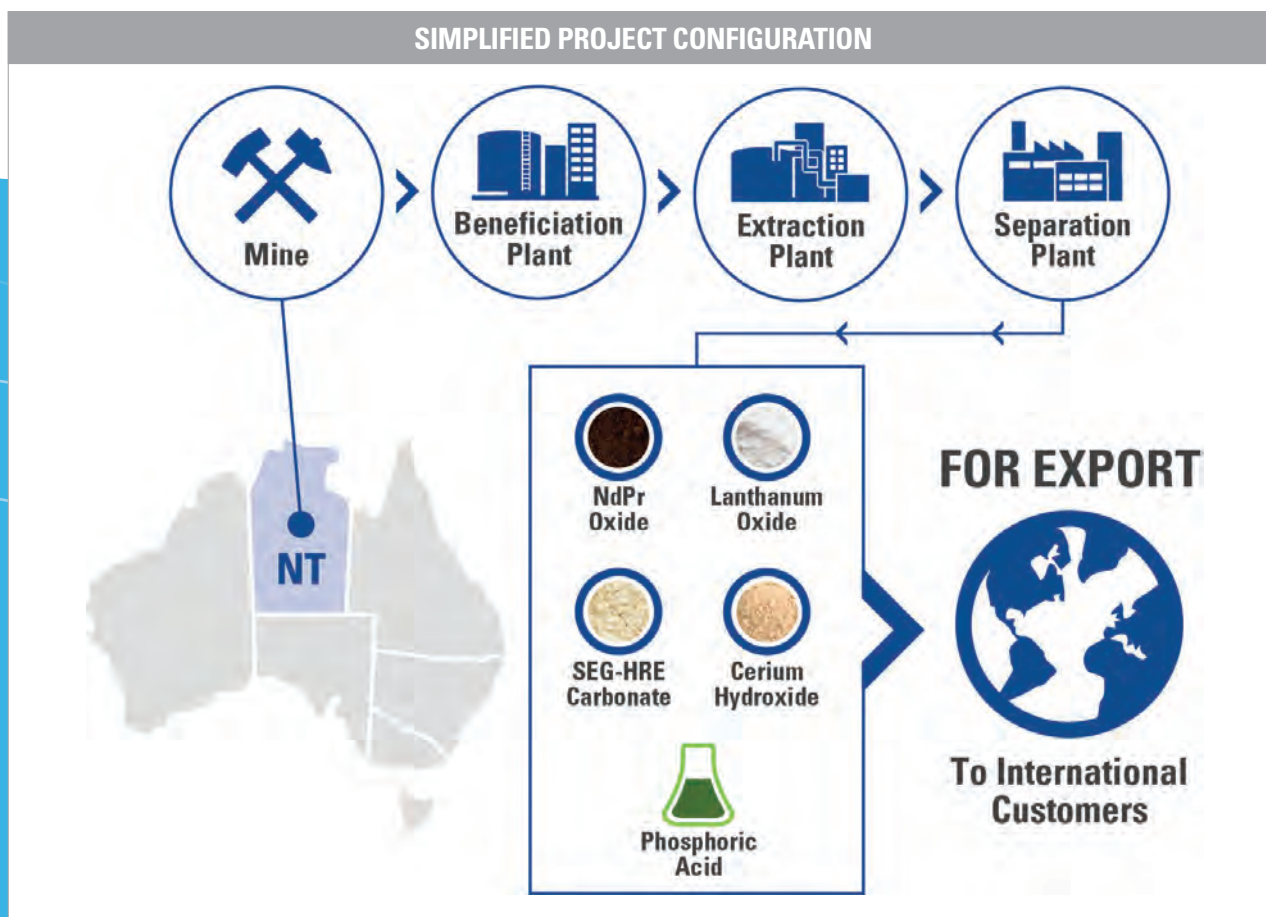 SIMPLIFIED PROJECT CONFIGURATION
Mine
Beneficiation
Plant
Extraction
Plant
Separation
Plant
NT
NdPr
Oxide
Lanthanum
Oxide
SEG-HRE
Carbonate
Cerium
Hydroxide
Phosphoric
Acid
FOR EXPORT
To International
Customers